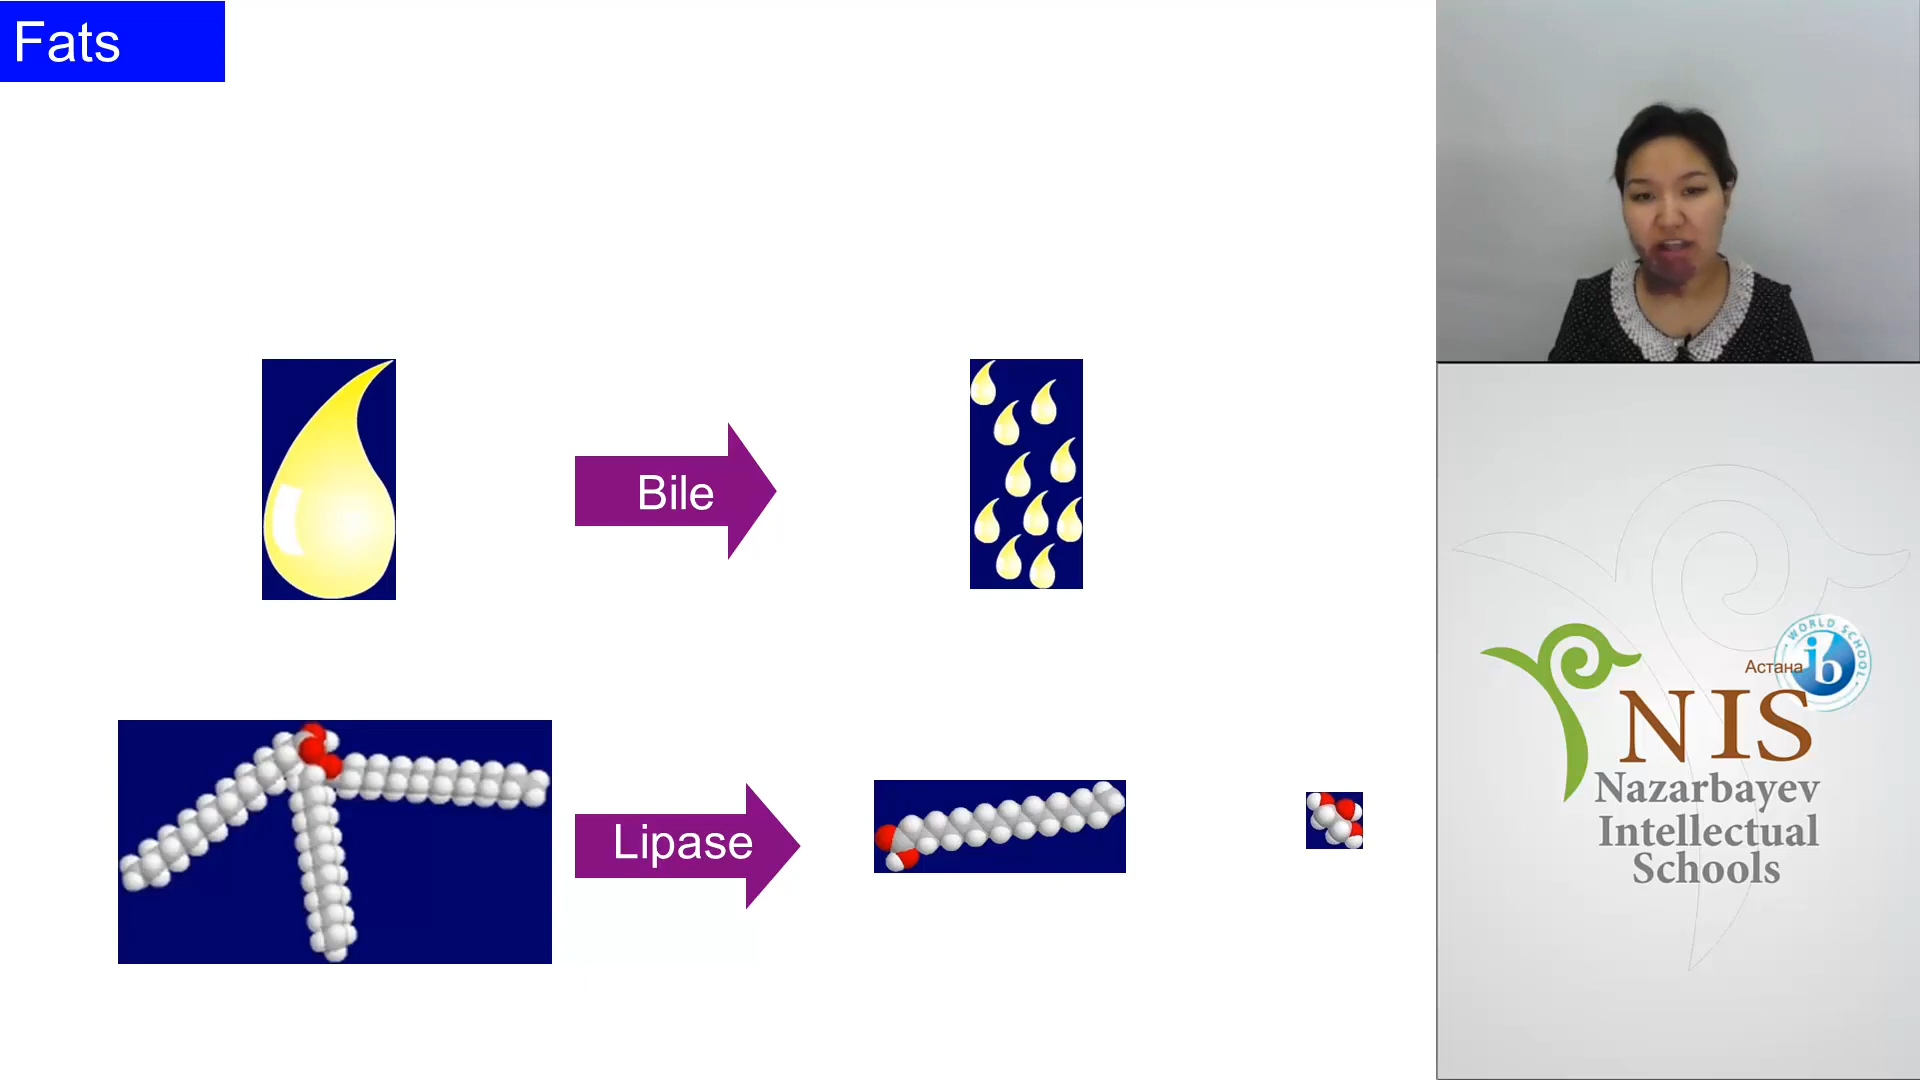 Fats
Bile
Lipase
WORLD SCHOOL
ib
Астана
NIS
Nazarbayev
Intellectual
Schools